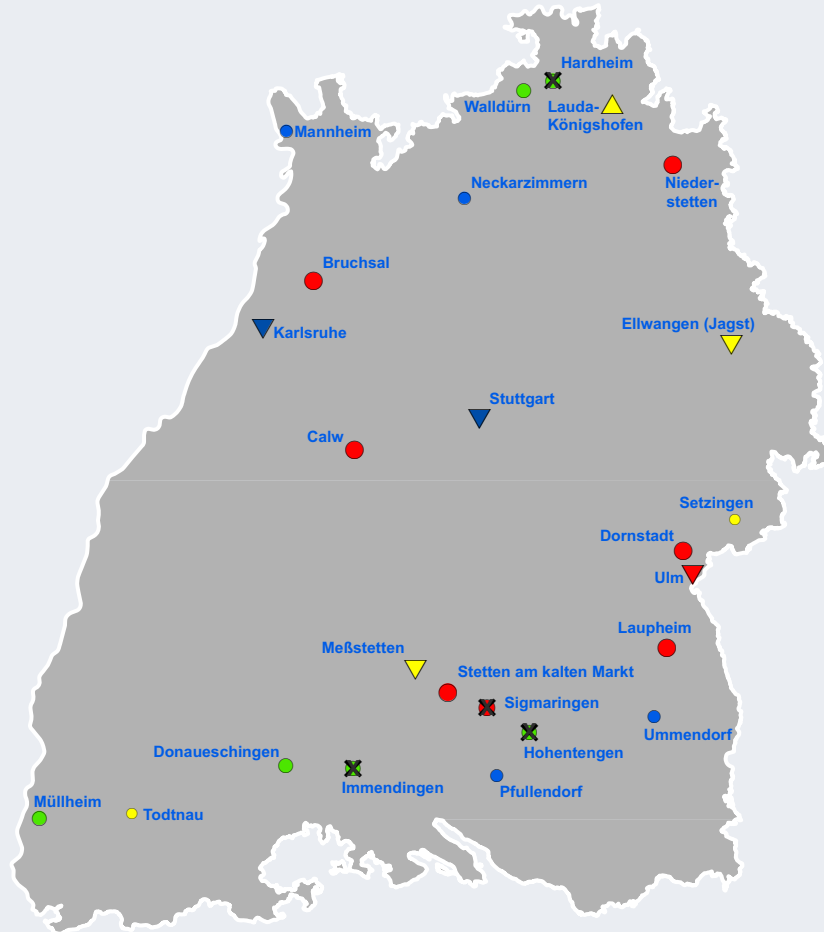 Hardheim
Walldürn
Lauda-
Königshofen
Mannheim
Neckarzimmern
Nieder-
stetten
Bruchsal
Karlsruhe
Ellwangen (Jagst)
Stuttgart
Calw
Setzingen
Dornstadt
Ulm
Laupheim
Meßstetten
Stetten am kalten Markt
Sigmaringen
Ummendorf
Hohentengen
Donaueschingen
Immendingen
Pfullendorf
Müllheim
Todtnau